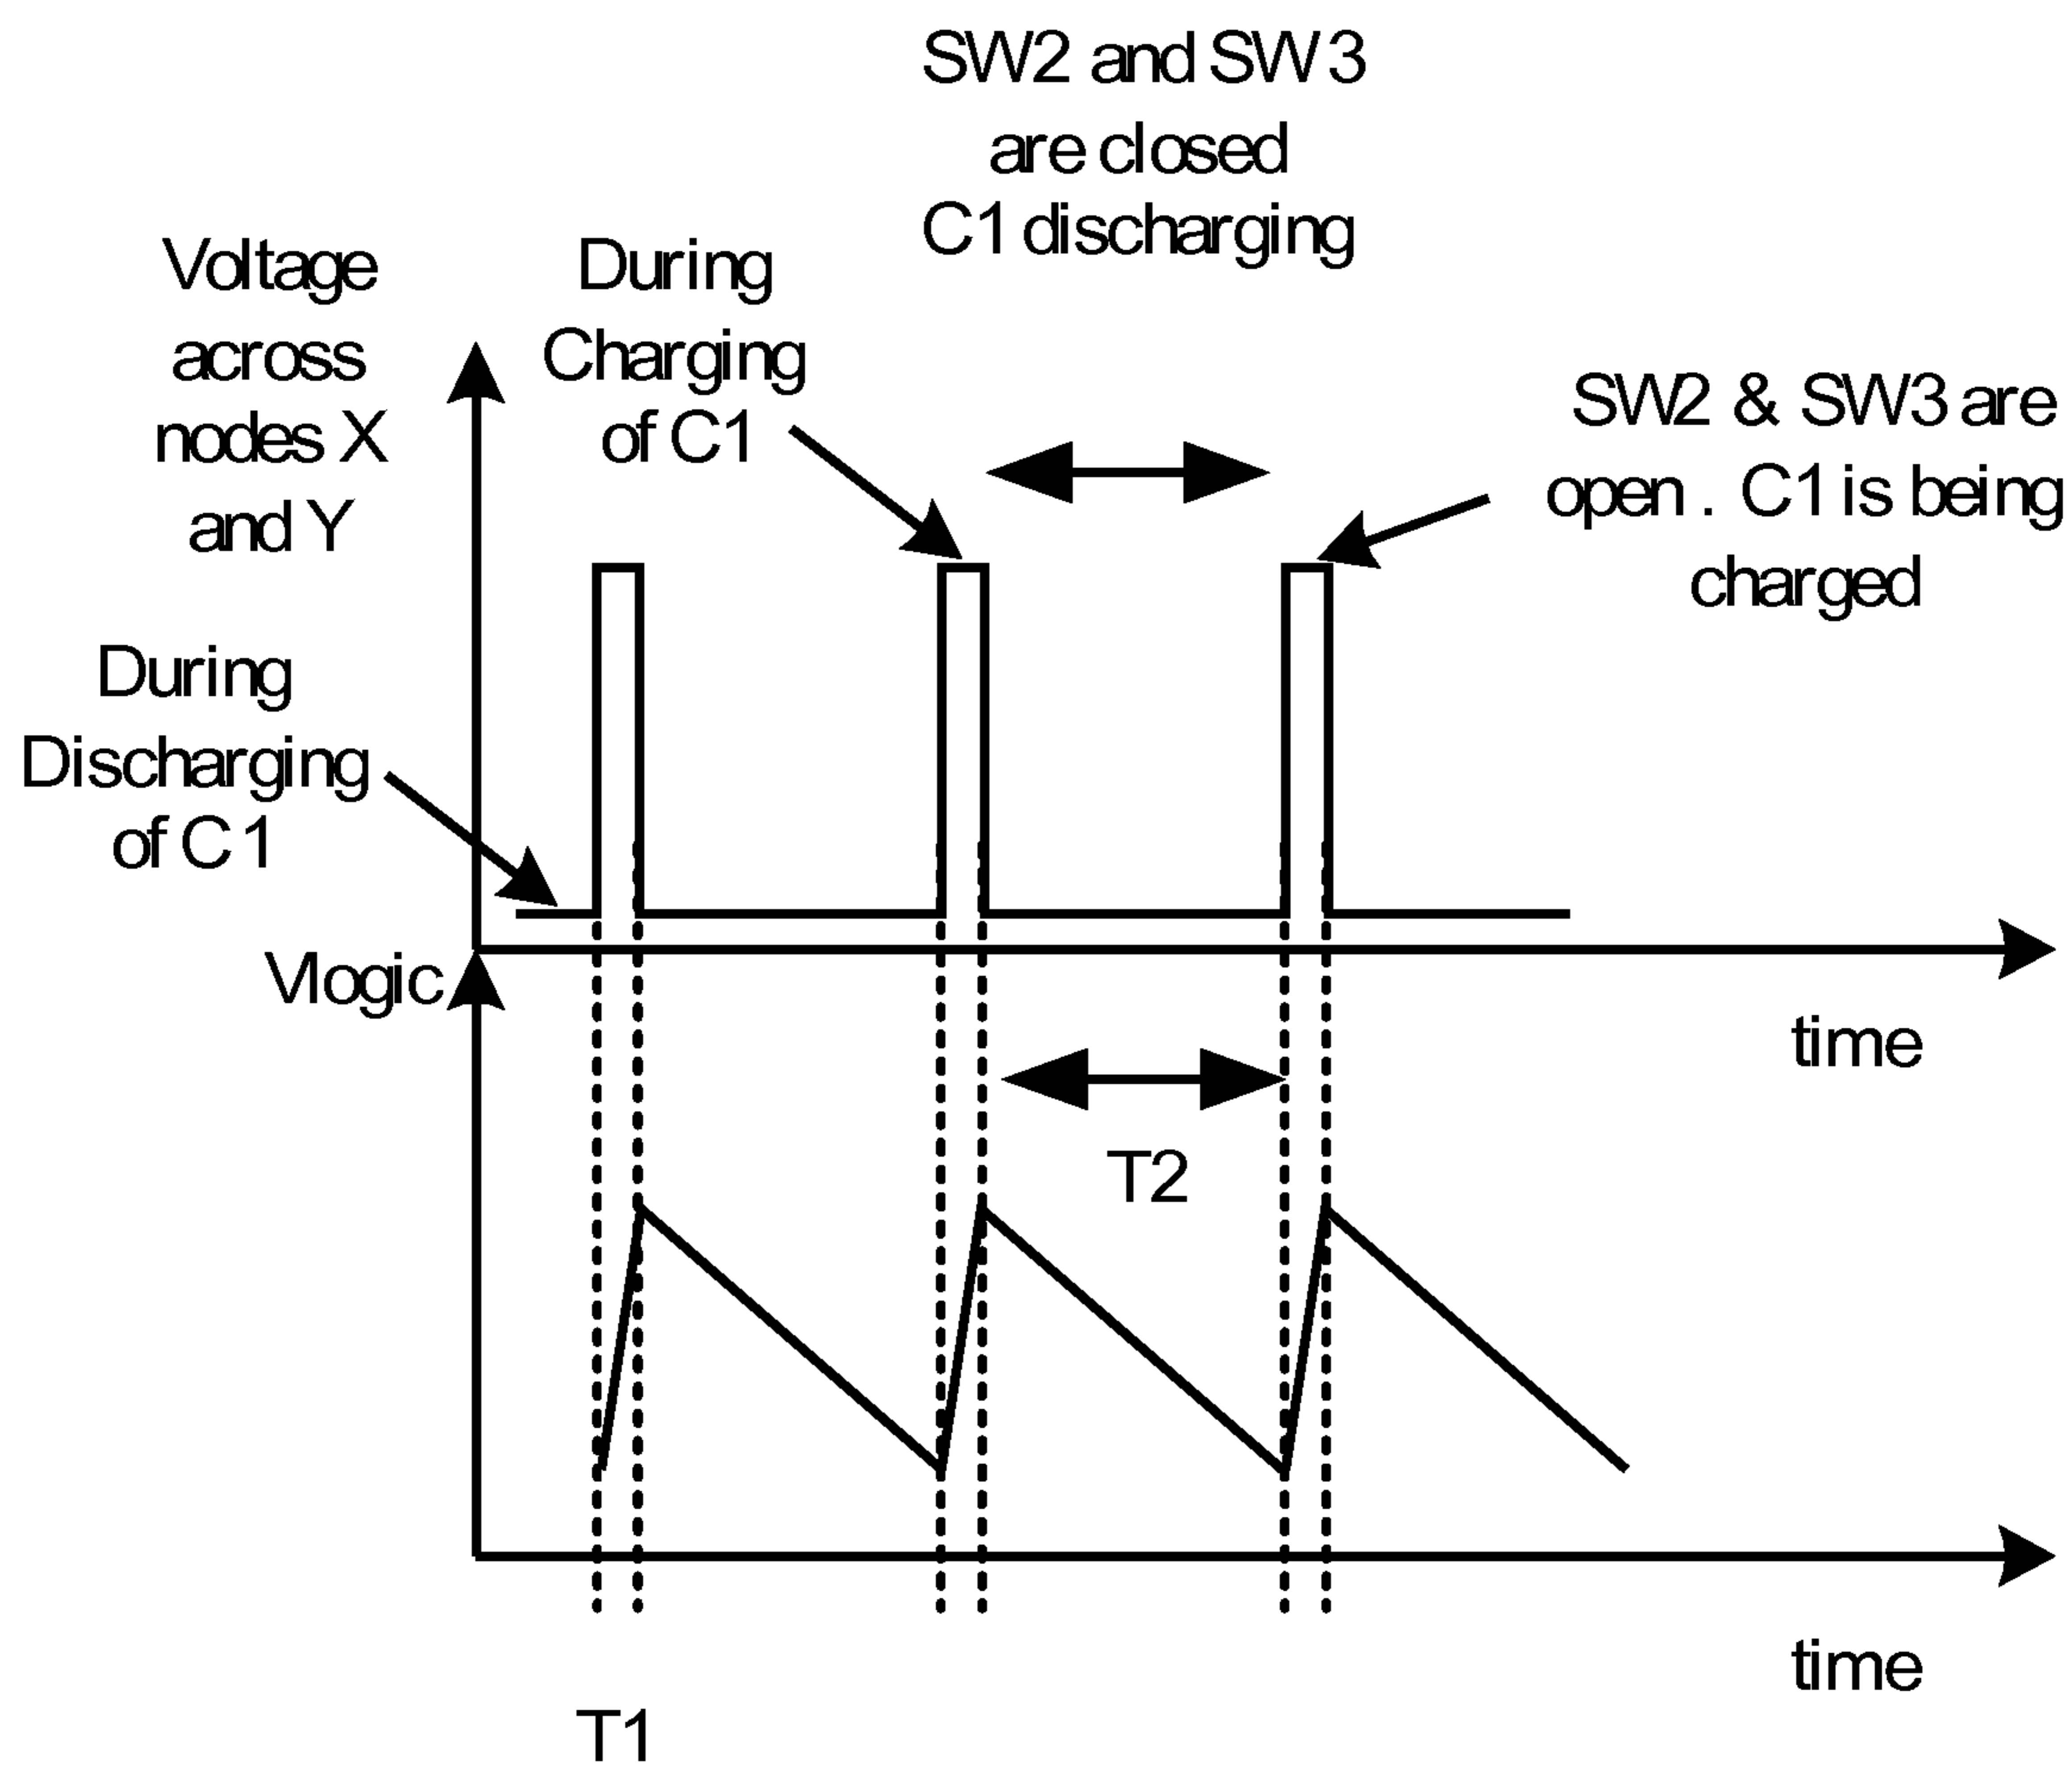 SW2 and SW3
are closed
C1 discharging
Voltage
across
nodes X
and Y
During
Charging
of C1
SW2 & SW3 are
open. C1 is being
charged
During
Discharging
of C1
Vlogic
time
T2
time
T1